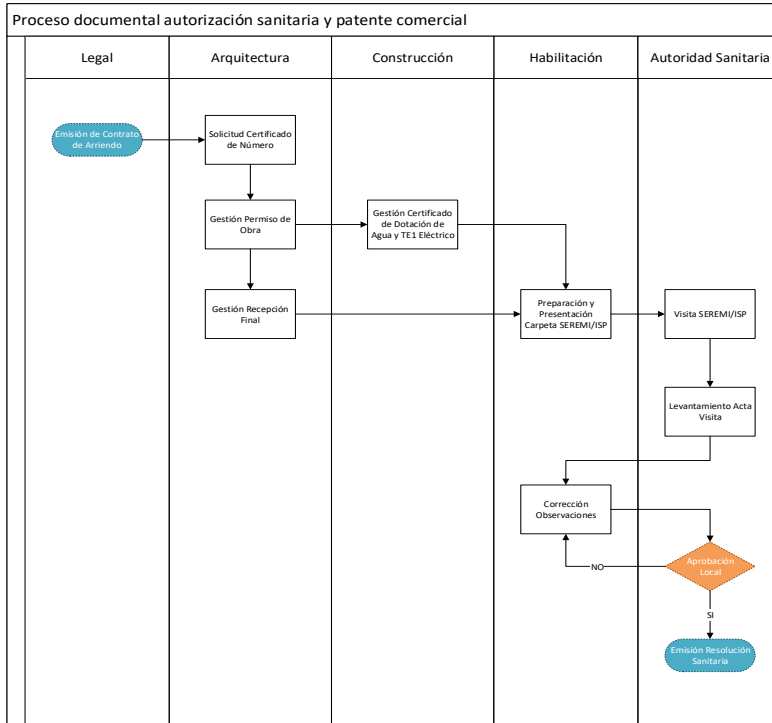 Proceso documental autorización sanitaria y patente comercial
Legal
Arquitectura
Construcción
Habilitación
Autoridad Sanitaria
Emisión de Contrato
de Arriendo
Solicitud Certificado
de Número
Gestión Permiso de
Obra
Gestión Certificado
de Dotación de
Agua y TE1 Eléctrico
Gestión Recepción
Final
Preparación y
Presentación
Carpeta SEREMI/ISP
Visita SEREMI/ISP
Levantamiento Acta
Visita
Corrección
Observaciones
Aprobación
Local
NO
SI
Emisión Resolución
Sanitaria